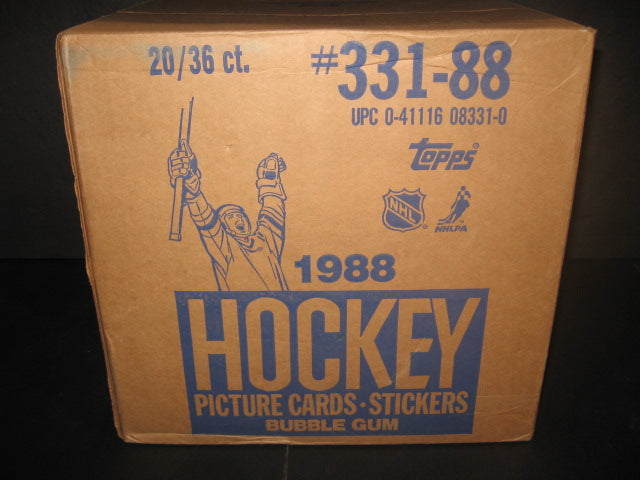 20/36 ct. #331-88
UPC 0-41116 08331-0
topps
NHL NHLPA
1988
HOCKEY
PICTURE CARDS·STICKERS
BUBBLE GUM